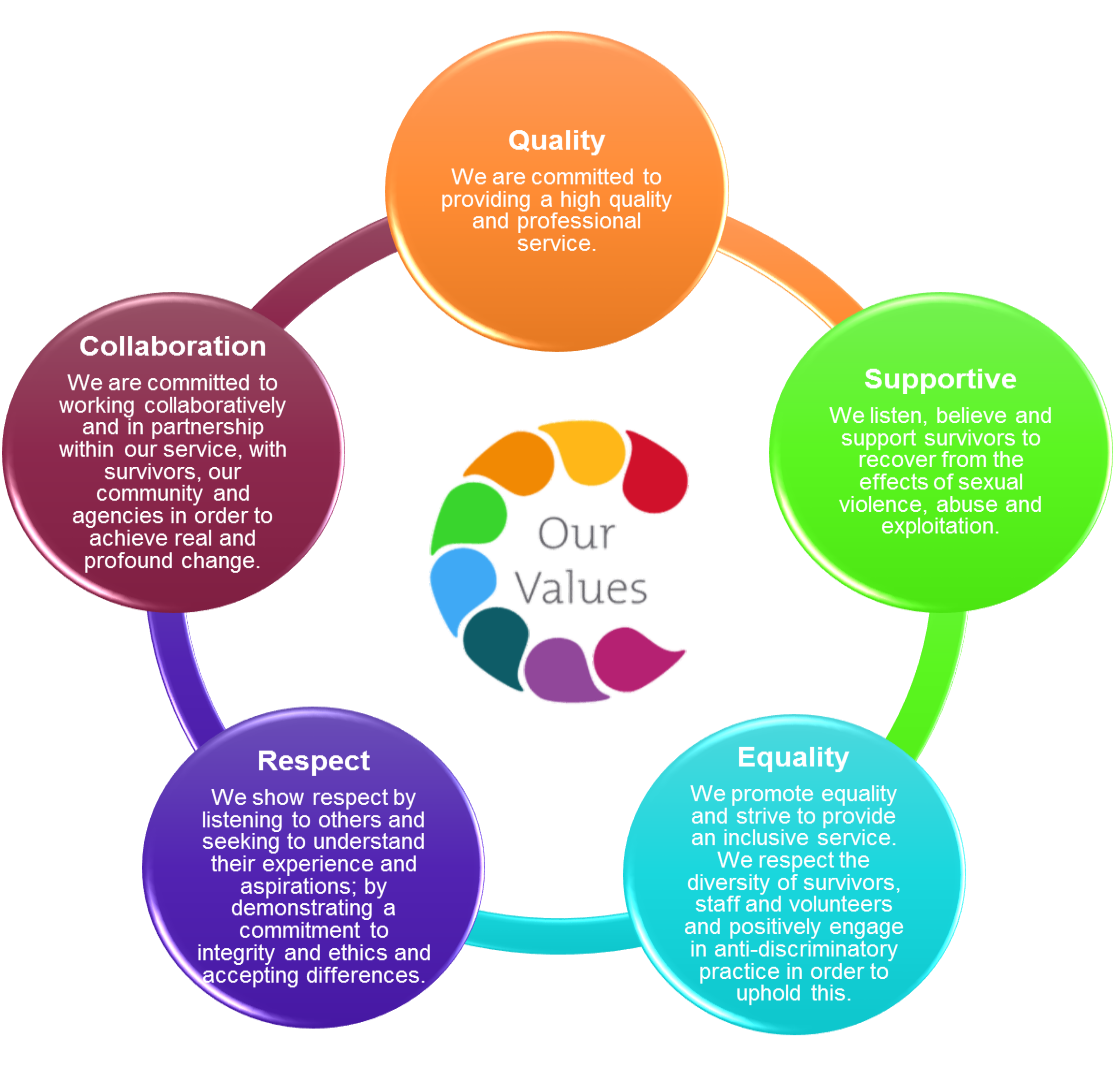 Quality
We are committed to
providing a high quality
and professional
service.
Supportive
We listen, believe and
support survivors to
recover from the
effects of sexual
violence, abuse and
exploitation.
Equality
We promote equality
and strive to provide
an inclusive service.
We respect the
diversity of survivors,
staff and volunteers
and positively engage
in anti-discriminatory
practice in order to
uphold this.
Respect
We show respect by
listening to others and
seeking to understand
their experience and
aspirations; by
demonstrating a
commitment to
integrity and ethics and
accepting differences.
Collaboration
We are committed to
working collaboratively
and in partnership
within our service, with
survivors, our
community and
agencies in order to
achieve real and
profound change.
Our
Values